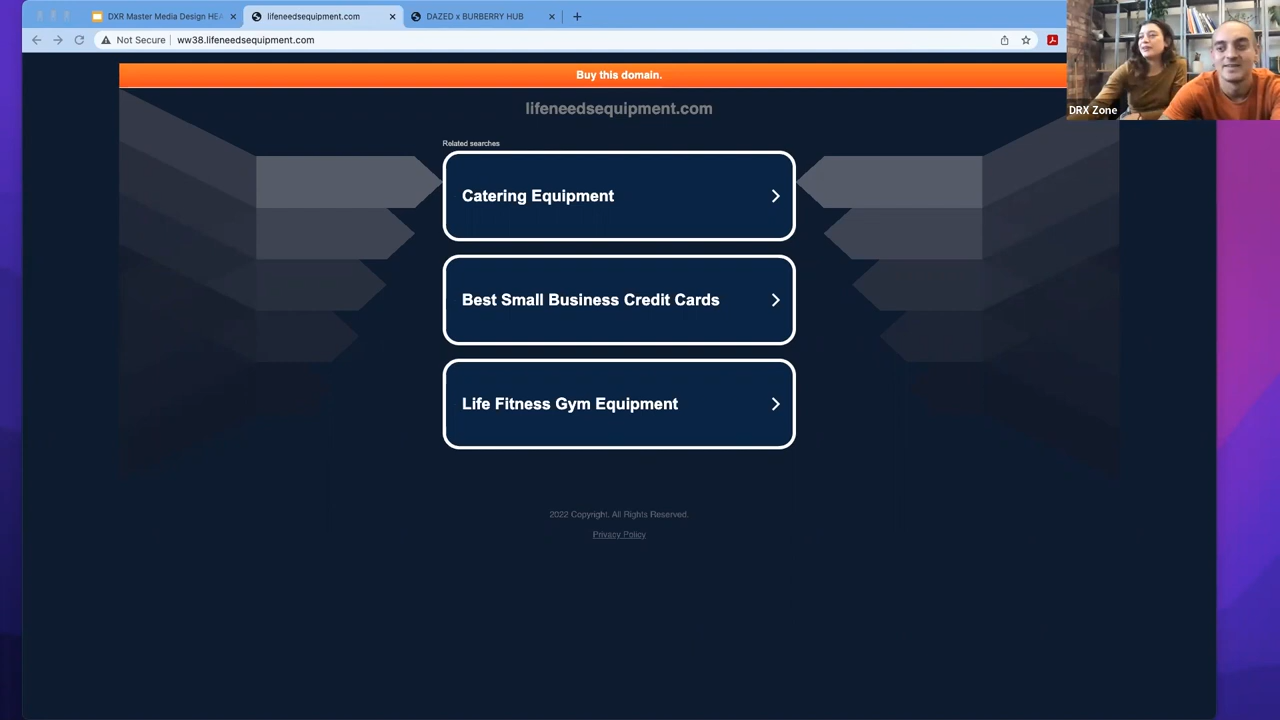 DXR Master Media Design HEA
lifeneedsequipment.com
DAZED x BURBERRY HUB
Not Secure
ww38.lifeneedsequipment.com
DRX Zone
Buy this domain.
lifeneedsequipment.com
Related searches
Catering Equipment
Best Small Business Credit Cards
Life Fitness Gym Equipment
2022 Copyright. All Rights Reserved.
Privacy Policy